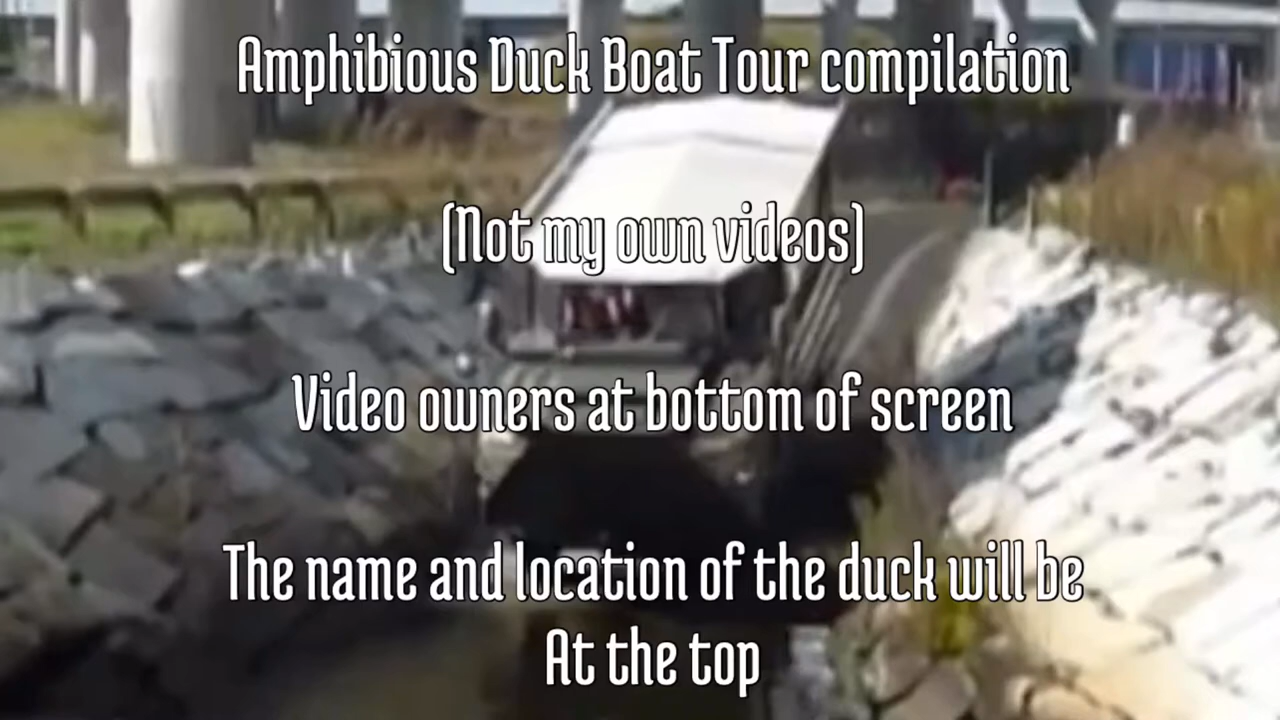 Amphibious Duck Boat Tour compilation
(Not my own videos)
Video owners at bottom of screen
The name and location of the duck will be
At the top